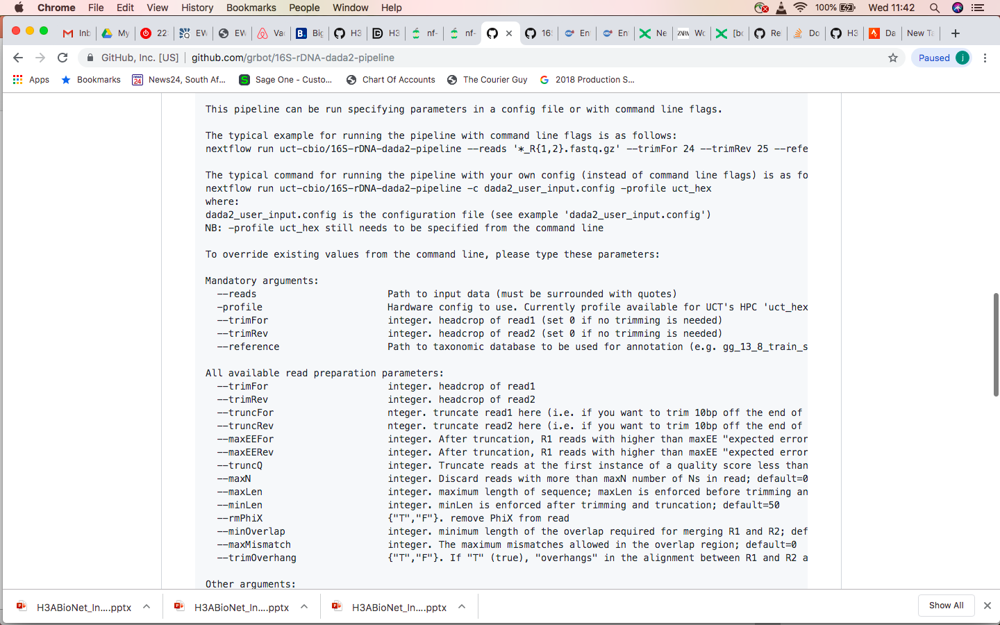 Chrome File Edit View History Bookmarks People Window Help 100% Wed 11:42
Inb My 22 EW EW Va Big H3 H3 nf- nf- 16 En En Ne ZARA Wo [bo Re Do H3 Da New Ta
GitHub, Inc. [US] github.com/grbot/16S-rDNA-dada2-pipeline Paused j
Apps Bookmarks news 24 News24, South Af... S Sage One - Custo... Chart Of Accounts The Courier Guy 2018 Production S...
This pipeline can be run specifying parameters in a config file or with command line flags.
The typical example for running the pipeline with command line flags is as follows:
nextflow run uct-cbio/16S-rDNA-dada2-pipeline --reads '*_R{1,2}.fastq.gz' --trimFor 24 --trimRev 25 --refe
The typical command for running the pipeline with your own config (instead of command line flags) is as fo
nextflow run uct-cbio/16S-rDNA-dada2-pipeline -c dada2_user_input.config -profile uct_hex
where:
dada2_user_input.config is the configuration file (see example 'dada2_user_input.config')
NB: -profile uct_hex still needs to be specified from the command line
To override existing values from the command line, please type these parameters:
Mandatory arguments:
--reads Path to input data (must be surrounded with quotes)
-profile Hardware config to use. Currently profile available for UCT's HPC 'uct_hex
--trimFor integer. headcrop of read1 (set 0 if no trimming is needed)
--trimRev integer. headcrop of read2 (set 0 if no trimming is needed)
--reference Path to taxonomic database to be used for annotation (e.g. gg_13_8_train_s
All available read preparation parameters:
--trimFor integer. headcrop of read1
--trimRev integer. headcrop of read2
--truncFor nteger. truncate read1 here (i.e. if you want to trim 10bp off the end of
--truncRev nteger. truncate read2 here (i.e. if you want to trim 10bp off the end of
--maxEEFor integer. After truncation, R1 reads with higher than maxEE "expected error
--maxEERev integer. After truncation, R1 reads with higher than maxEE "expected error
--truncQ integer. Truncate reads at the first instance of a quality score less than
--maxN integer. Discard reads with more than maxN number of Ns in read; default=0
--maxLen integer. maximum length of sequence; maxLen is enforced before trimming an
--minLen integer. minLen is enforced after trimming and truncation; default=50
--rmPhiX {"T","F"}. remove PhiX from read
--minOverlap integer. minimum length of the overlap required for merging R1 and R2; def
--maxMismatch integer. The maximum mismatches allowed in the overlap region; default=0
--trimOverhang {"T","F"}. If "T" (true), "overhangs" in the alignment between R1 and R2 a
Other arguments:
H3ABioNet_In....pptx H3ABioNet_In....pptx H3ABioNet_In....pptx Show All